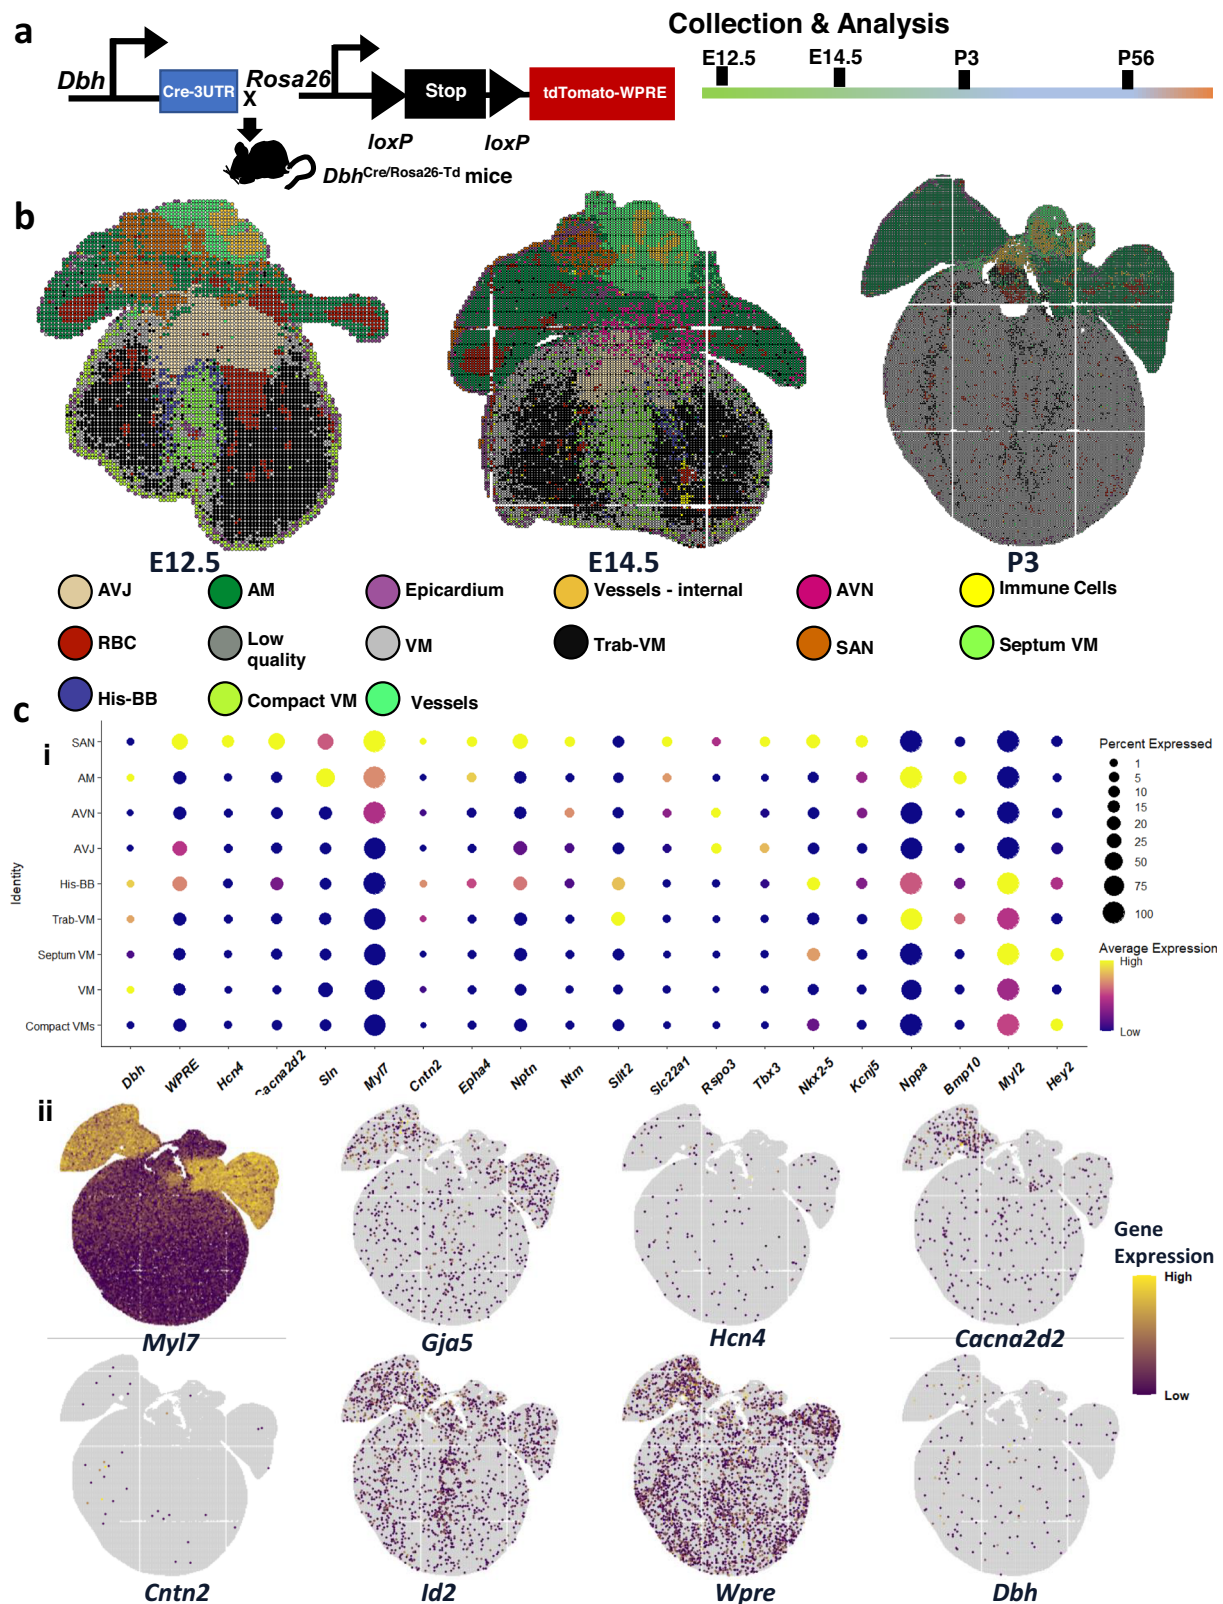 a
Collection & Analysis
Dbh
Cre-3UTR
X
Rosa26
Stop
tdTomato-WPRE
loxP
loxP
E12.5
E14.5
P3
P56
Dbh^Cre/Rosa26-Td mice
b
E12.5
E14.5
P3
AVJ
AM
Epicardium
Vessels - internal
AVN
Immune Cells
RBC
Low
quality
VM
Trab-VM
SAN
Septum VM
His-BB
Compact VM
Vessels
c
i
Identity
SAN
AM
AVN
AVJ
His-BB
Trab-VM
Septum VM
VM
Compact VMs
Dbh
WPRE
Hcn4
Cacna2d2
Sln
Myl7
Cntn2
Epha4
Nptn
Ntm
Slit2
Slc22a1
Rspo3
Tbx3
Nkx2-5
Kcnj5
Nppa
Bmp10
Myl2
Hey2
Percent Expressed
1
5
10
15
20
25
50
75
100
Average Expression
High
Low
ii
Myl7
Gja5
Hcn4
Cacna2d2
Gene
Expression
High
Low
Cntn2
Id2
Wpre
Dbh